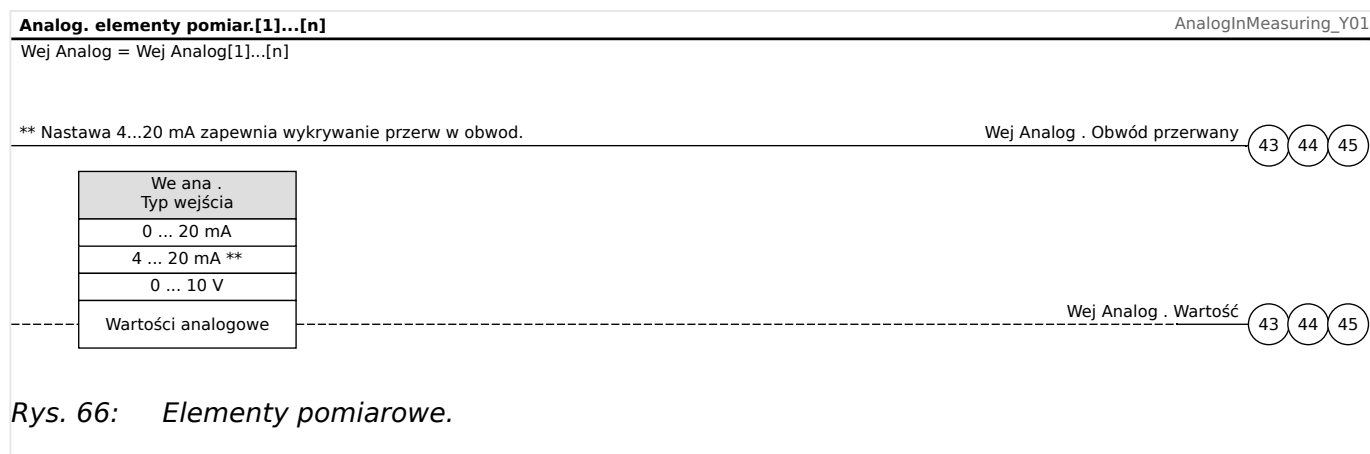 Analog. elementy pomiar.[1]...[n] AnalogInMeasuring_Y01
Wej Analog = Wej Analog[1]...[n]
** Nastawa 4...20 mA zapewnia wykrywanie przerw w obwod. Wej Analog . Obwód przerwany 43 44 45
We ana .
Typ wejścia
0 ... 20 mA
4 ... 20 mA **
0 ... 10 V
Wartości analogowe Wej Analog . Wartość 43 44 45
Rys. 66: Elementy pomiarowe.